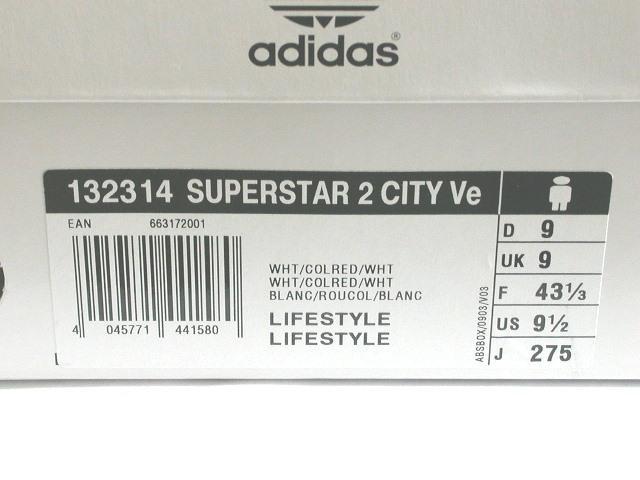 adidas®
132314 SUPERSTAR 2 CITY Ve
EAN 663172001
4 045771 441580
WHT/COLRED/WHT
WHT/COLRED/WHT
BLANC/ROUCOL/BLANC
LIFESTYLE
LIFESTYLE
ABSBOX/0903/V03
D 9
UK 9
F 43⅓
US 9½
J 275